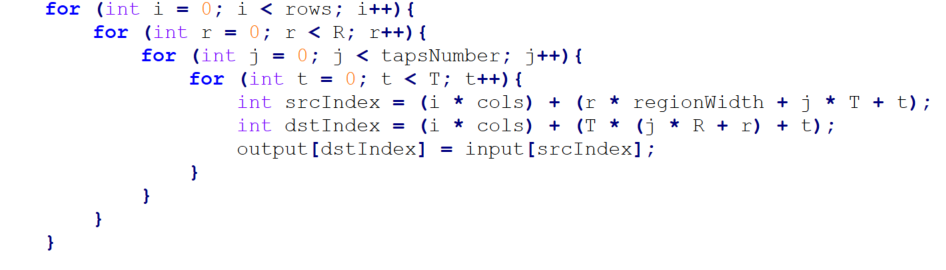 for (int i = 0; i < rows; i++){
    for (int r = 0; r < R; r++){
        for (int j = 0; j < tapsNumber; j++){
            for (int t = 0; t < T; t++){
                int srcIndex = (i * cols) + (r * regionWidth + j * T + t);
                int dstIndex = (i * cols) + (T * (j * R + r) + t);
                output[dstIndex] = input[srcIndex];
            }
        }
    }
}